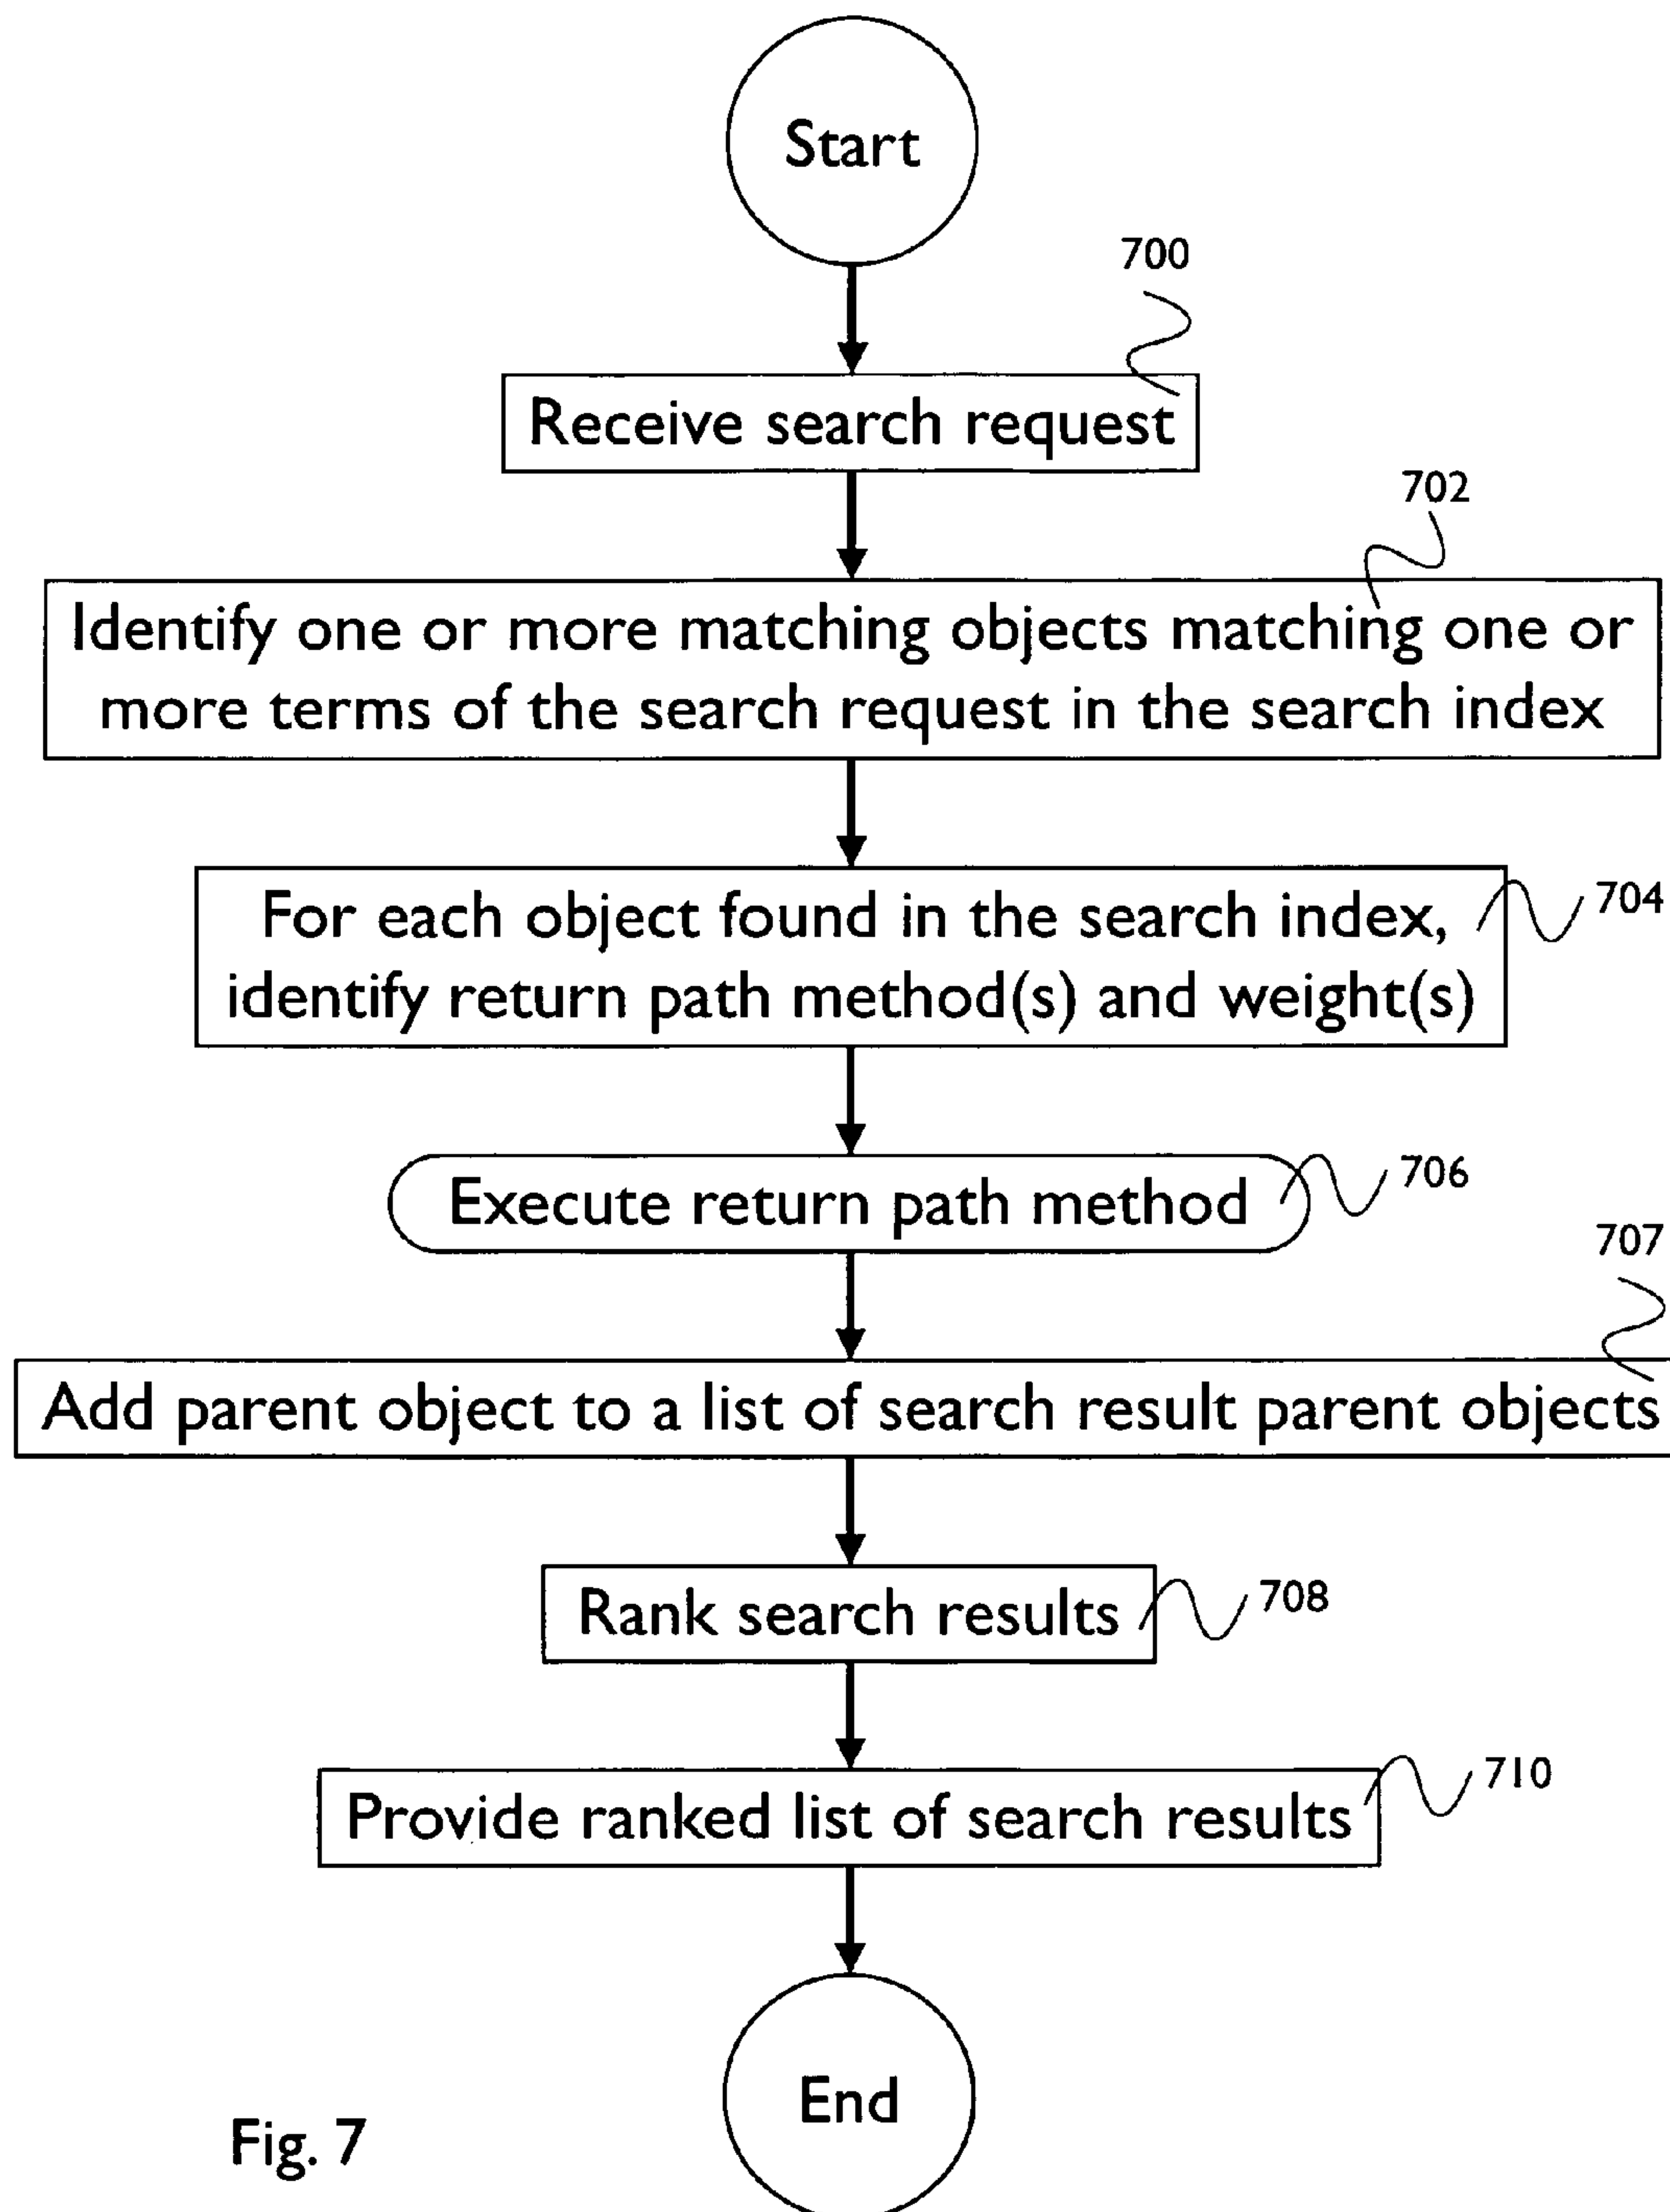 Start
700
Receive search request
702
Identify one or more matching objects matching one or
more terms of the search request in the search index
For each object found in the search index,
identify return path method(s) and weight(s)
704
Execute return path method
706
707
Add parent object to a list of search result parent objects
Rank search results
708
Provide ranked list of search results
710
End
Fig. 7